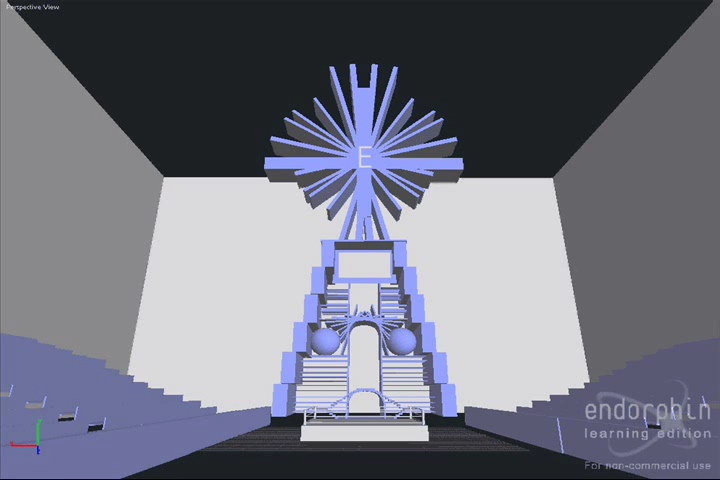 Perspective View
E
endorphin
learning edition
For non-commercial use